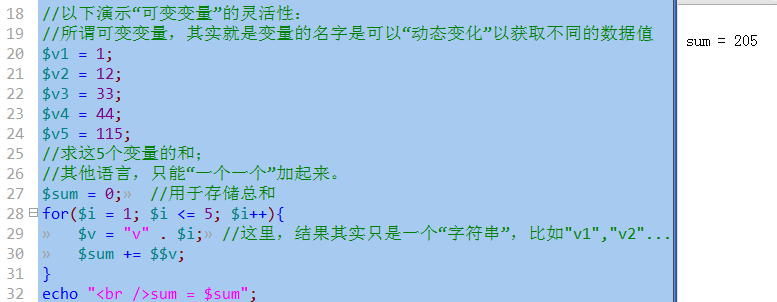 18 //以下演示“可变变量”的灵活性:
19 //所谓可变变量,其实就是变量的名字是可以“动态变化”以获取不同的数据值
20 $v1 = 1;
21 $v2 = 12;
22 $v3 = 33;
23 $v4 = 44;
24 $v5 = 115;
25 //求这5个变量的和;
26 //其他语言,只能“一个一个”加起来。
27 $sum = 0;» //用于存储总和
28 for($i = 1; $i <= 5; $i++){
29 » $v = "v" . $i;» //这里,结果其实只是一个“字符串”,比如"v1","v2"...
30 » $sum += $$v;
31 }
32 echo "<br />sum = $sum";
sum = 205